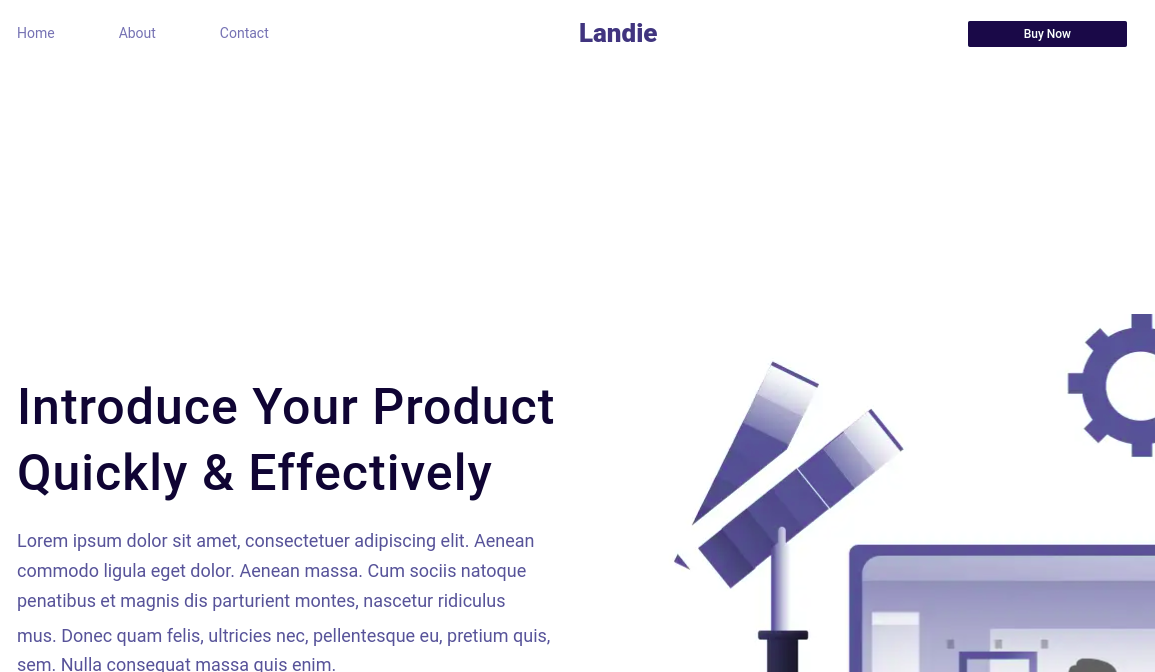 Home About Contact Landie Buy Now
Introduce Your Product
Quickly & Effectively
Lorem ipsum dolor sit amet, consectetuer adipiscing elit. Aenean
commodo ligula eget dolor. Aenean massa. Cum sociis natoque
penatibus et magnis dis parturient montes, nascetur ridiculus
mus. Donec quam felis, ultricies nec, pellentesque eu, pretium quis,
sem. Nulla consequat massa quis enim.